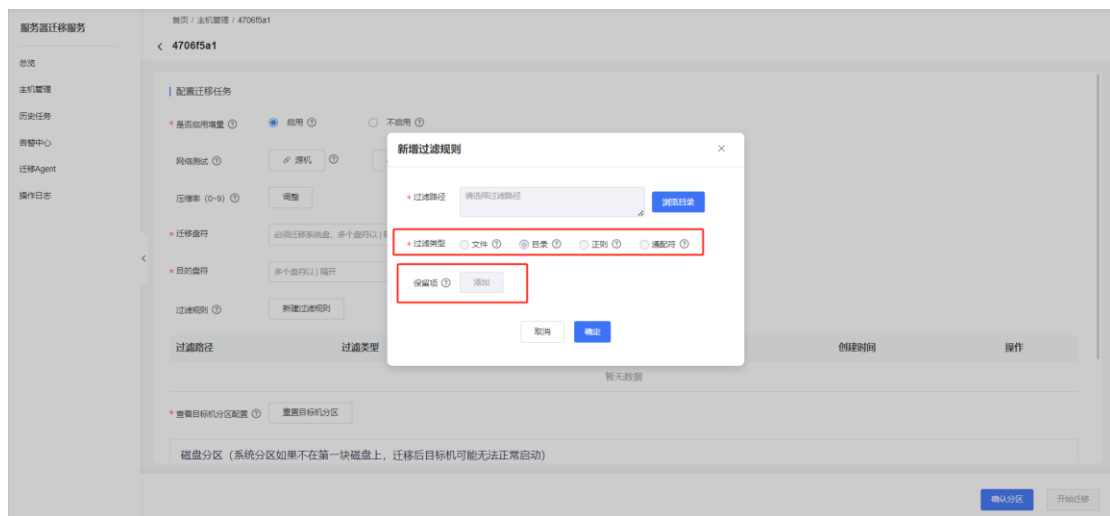 服务器迁移服务
总览
主机管理
历史任务
告警中心
迁移Agent
操作日志
首页 / 主机管理 / 4706f5a1
< 4706f5a1
配置迁移任务
* 是否启用增量 ? 启用 ? 不启用 ?
网络测试 ? 源机 ?
压缩率 (0-9) ? 调整
* 迁移盘符 必须迁移系统盘，多个盘符以 |
* 目的盘符 多个盘符以 | 隔开
过滤规则 ? 新建过滤规则
过滤路径 过滤类型 创建时间 操作
暂无数据
* 查看目标机分区配置 ? 重置目标机分区
磁盘分区（系统分区如果不在第一块磁盘上，迁移后目标机可能无法正常启动）
确认分区 开始迁移
新增过滤规则 ×
* 过滤路径 请选择过滤路径 浏览目录
* 过滤类型 文件 ? 目录 ? 正则 ? 通配符 ?
保留项 ? 添加
取消 确定